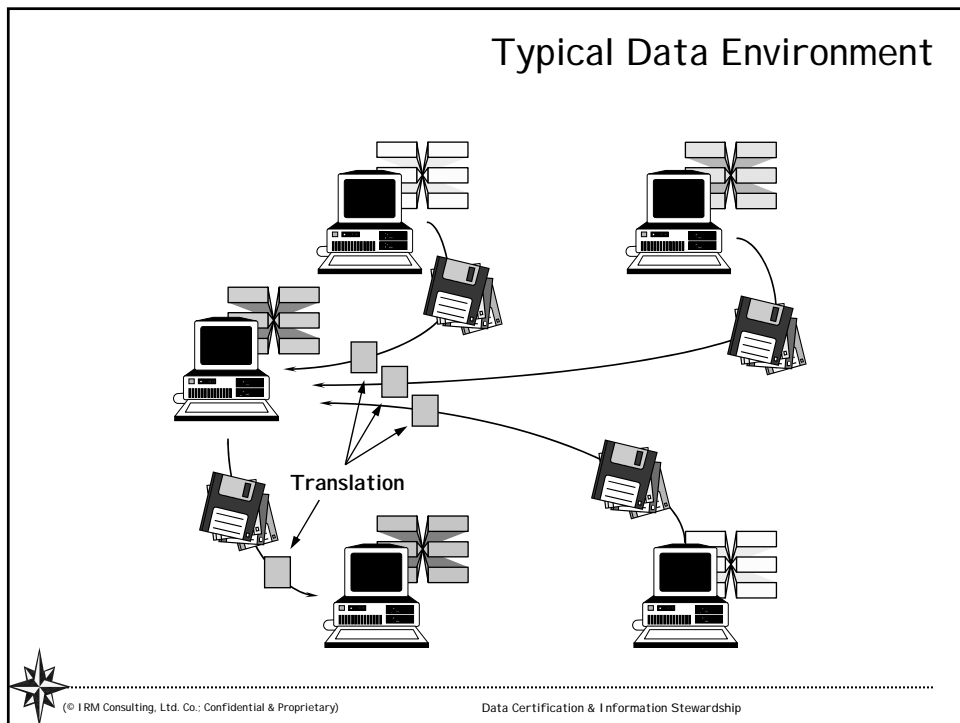 Typical Data Environment
Translation
(© IRM Consulting, Ltd. Co.; Confidential & Proprietary)
Data Certification & Information Stewardship